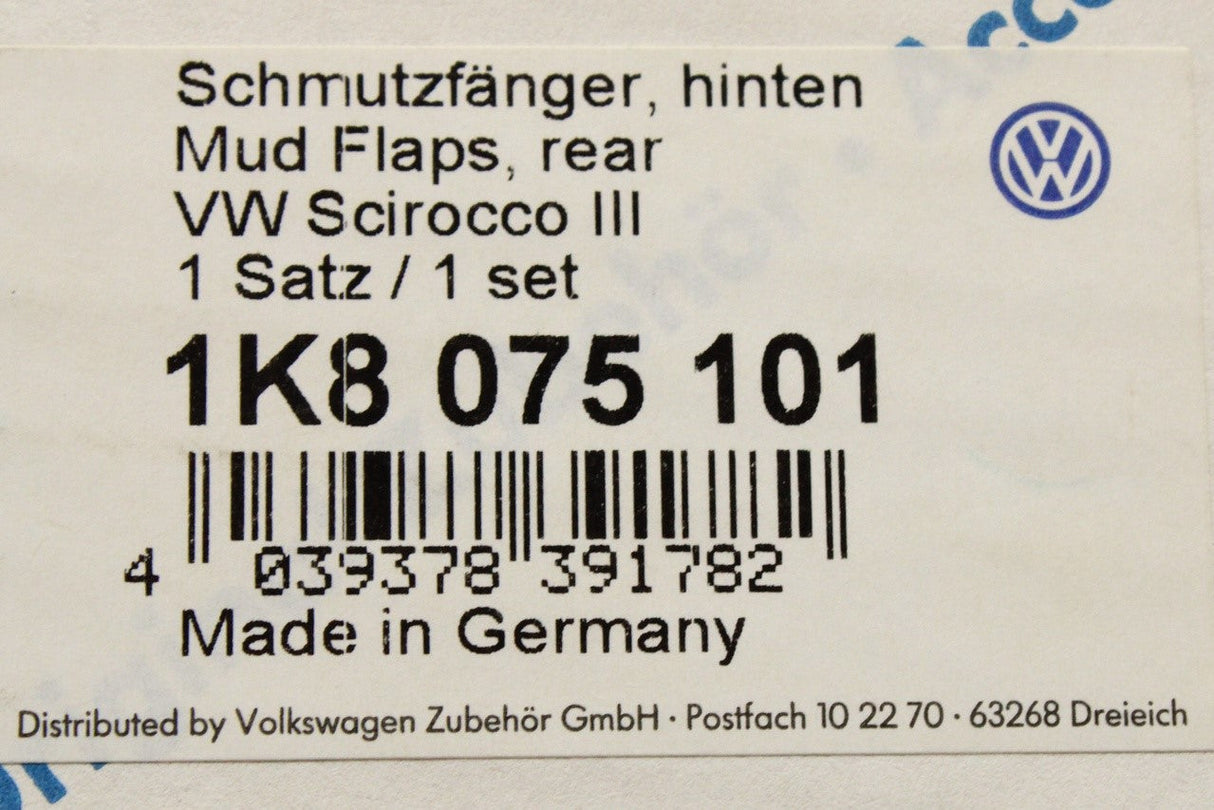 Schmutzfänger, hinten
Mud Flaps, rear
VW Scirocco III
1 Satz / 1 set
1K8 075 101
4 039378 391782
Made in Germany
Distributed by Volkswagen Zubehör GmbH · Postfach 10 22 70 · 63268 Dreieich